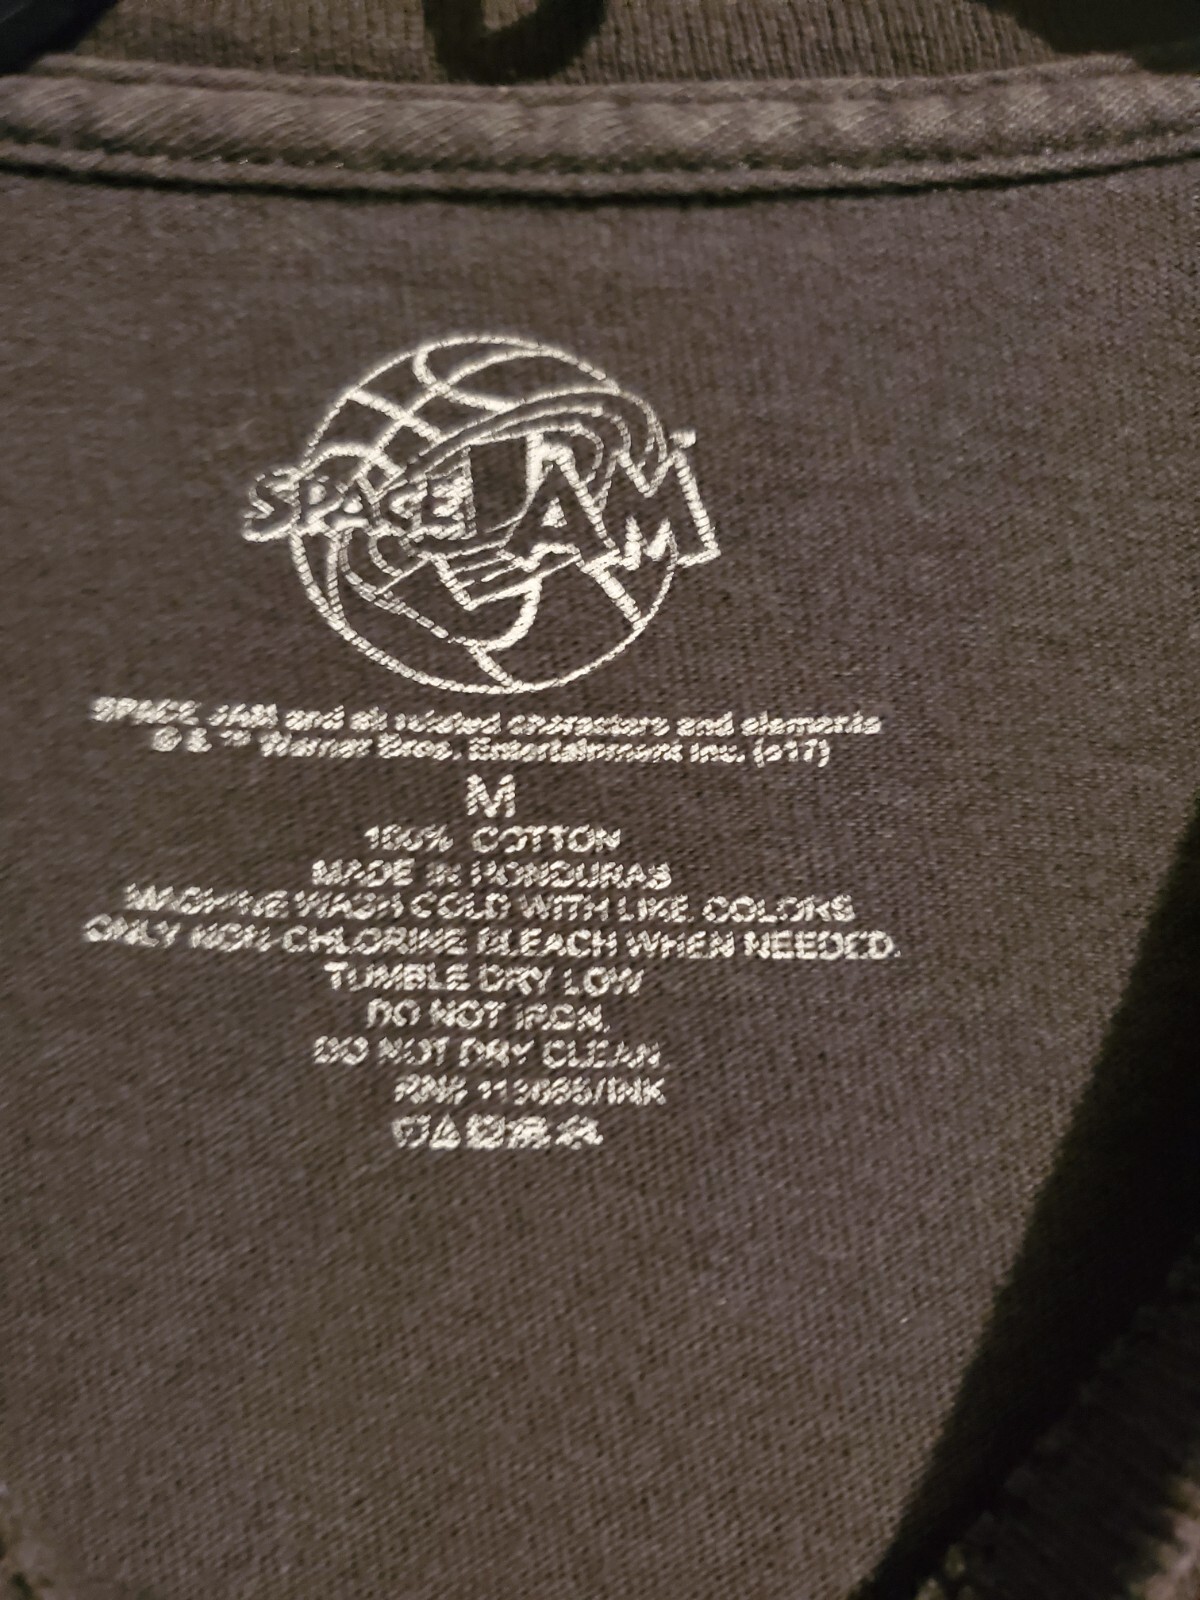 SPACE JAM
SPACE JAM and all related characters and elements
© & ™ Warner Bros. Entertainment Inc. (s17)
M
100% COTTON
MADE IN HONDURAS
MACHINE WASH COLD WITH LIKE COLORS
ONLY NON-CHLORINE BLEACH WHEN NEEDED.
TUMBLE DRY LOW
DO NOT IRON.
DO NOT DRY CLEAN.
RN#